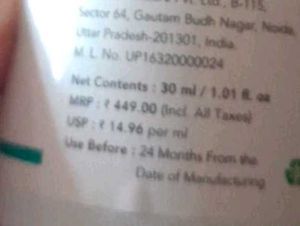 Ltd., B-115,
Sector 64, Gautam Budh Nagar, Noida,
Uttar Pradesh-201301, India.
M. L. No. UP16320000024
Net Contents : 30 ml / 1.01 fl. oz
MRP : ₹ 449.00 (Incl. All Taxes)
USP : ₹ 14.96 per ml
Use Before : 24 Months From the
Date of Manufacturing